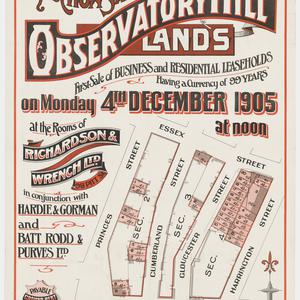 OBSERVATORY HILL
LANDS
First Sale of BUSINESS and RESIDENTIAL LEASEHOLDS
Having a Currency of 99 YEARS
on Monday 4TH DECEMBER 1905
at the Rooms of
at noon
RICHARDSON &
WRENCH LTD
in conjunction with
HARDIE & GORMAN
and
BATT RODD &
PURVES LTD
ESSEX
STREET
STREET
STREET
STREET
STREET
PRINCES
SEC. 2
CUMBERLAND
SEC. 3
GLOUCESTER
SEC. 4
HARRINGTON
PAYABLE